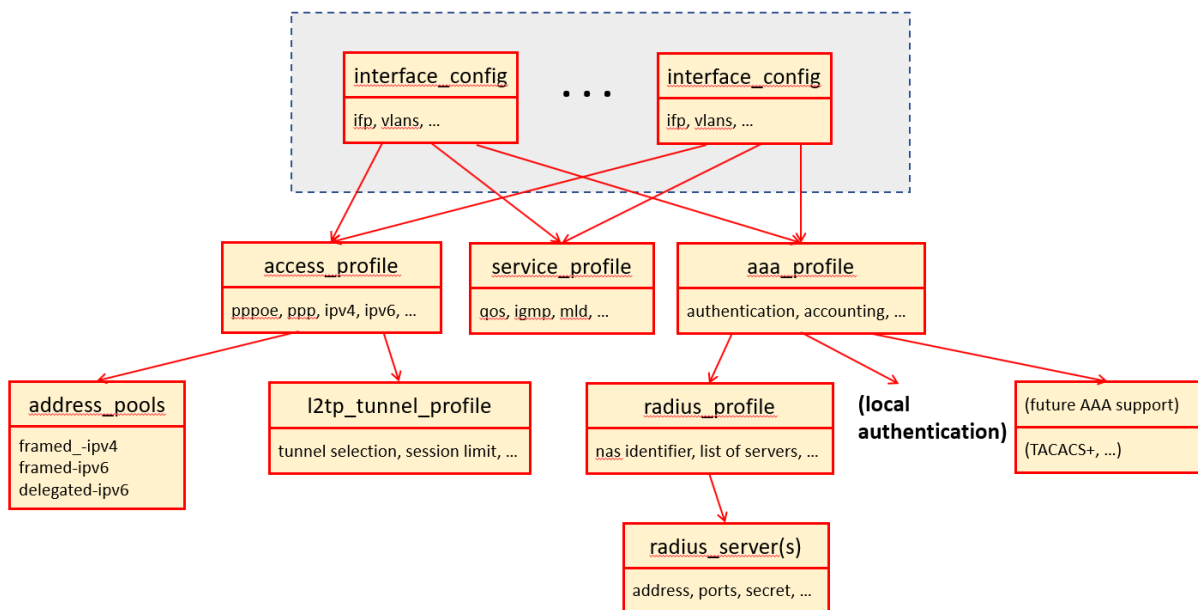 interface_config
ifp, vlans, ...
. . .
interface_config
ifp, vlans, ...
access_profile
pppoe, ppp, ipv4, ipv6, ...
service_profile
qos, igmp, mld, ...
aaa_profile
authentication, accounting, ...
address_pools
framed_-ipv4
framed-ipv6
delegated-ipv6
l2tp_tunnel_profile
tunnel selection, session limit, ...
radius_profile
nas identifier, list of servers, ...
(local
authentication)
(future AAA support)
(TACACS+, ...)
radius_server(s)
address, ports, secret, ...